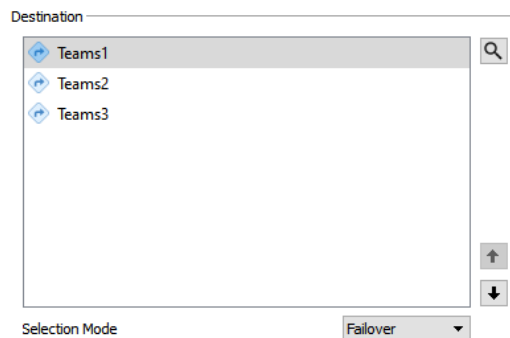 Destination
Teams1
Teams2
Teams3
Selection Mode Failover